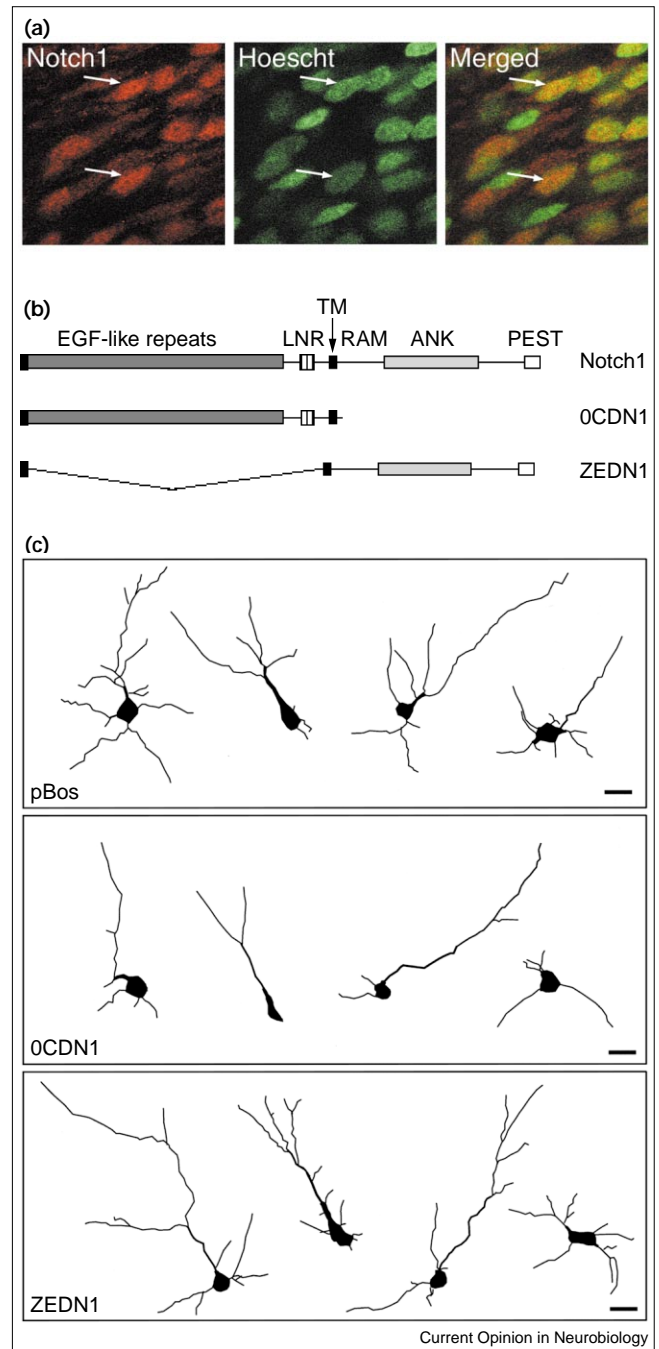 (a)
Notch1 Hoescht Merged
(b)
TM
EGF-like repeats LNR RAM ANK PEST
Notch1
0CDN1
ZEDN1
(c)
pBos
0CDN1
ZEDN1
Current Opinion in Neurobiology